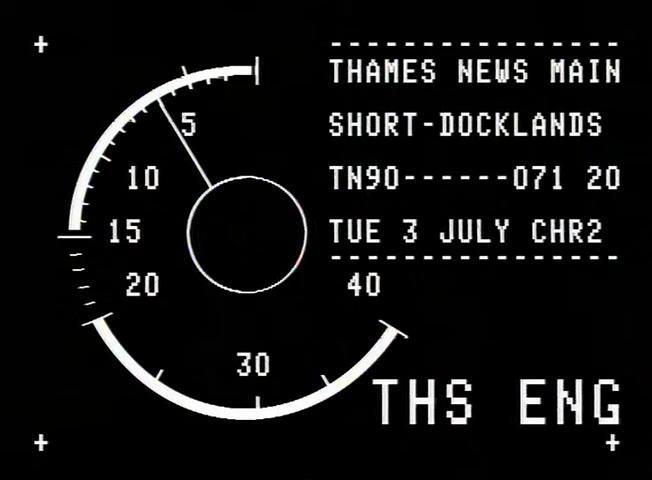 THAMES NEWS MAIN
SHORT-DOCKLANDS
TN90------071 20
TUE 3 JULY CHR2
5
10
15
20
40
30
THS ENG